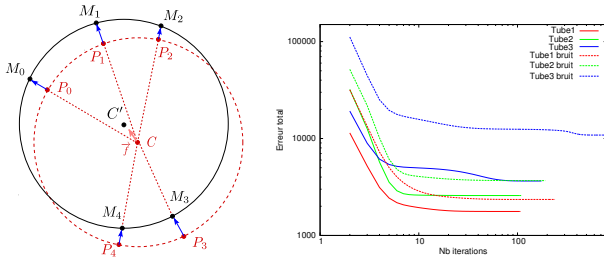 M₁
M₂
P₁
P₂
M₀
P₀
C′
C
f⃗
M₃
M₄
P₄
P₃
Tube1
Tube2
Tube3
Tube1 bruit
Tube2 bruit
Tube3 bruit
100000
10000
1000
Erreur total
1
10
100
1000
Nb iterations